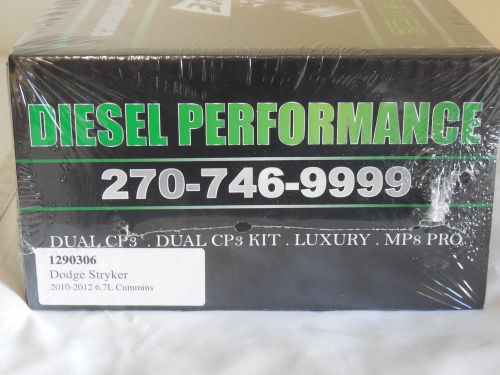 DIESEL PERFORMANCE
270-746-9999
DUAL CP3 . DUAL CP3 KIT . LUXURY . MP8 PRO
1290306
Dodge Stryker
2010-2012 6.7L Cummins